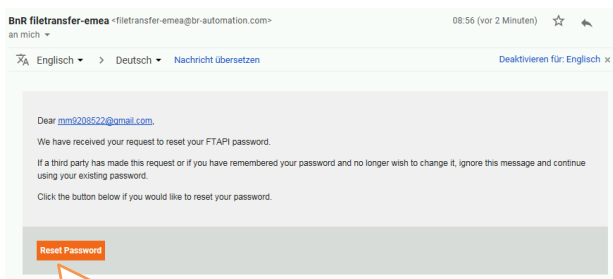 BnR filetransfer-emea <filetransfer-emea@br-automation.com> 08:56 (vor 2 Minuten)
an mich
Englisch > Deutsch Nachricht übersetzen Deaktivieren für: Englisch ×
Dear mm9208522@gmail.com,
We have received your request to reset your FTAPI password.
If a third party has made this request or if you have remembered your password and no longer wish to change it, ignore this message and continue
using your existing password.
Click the button below if you would like to reset your password.
Reset Password